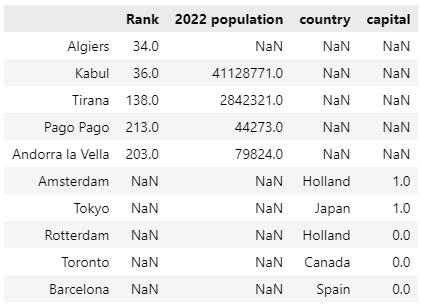 Rank 2022 population country capital
Algiers 34.0 NaN NaN NaN
Kabul 36.0 41128771.0 NaN NaN
Tirana 138.0 2842321.0 NaN NaN
Pago Pago 213.0 44273.0 NaN NaN
Andorra la Vella 203.0 79824.0 NaN NaN
Amsterdam NaN NaN Holland 1.0
Tokyo NaN NaN Japan 1.0
Rotterdam NaN NaN Holland 0.0
Toronto NaN NaN Canada 0.0
Barcelona NaN NaN Spain 0.0